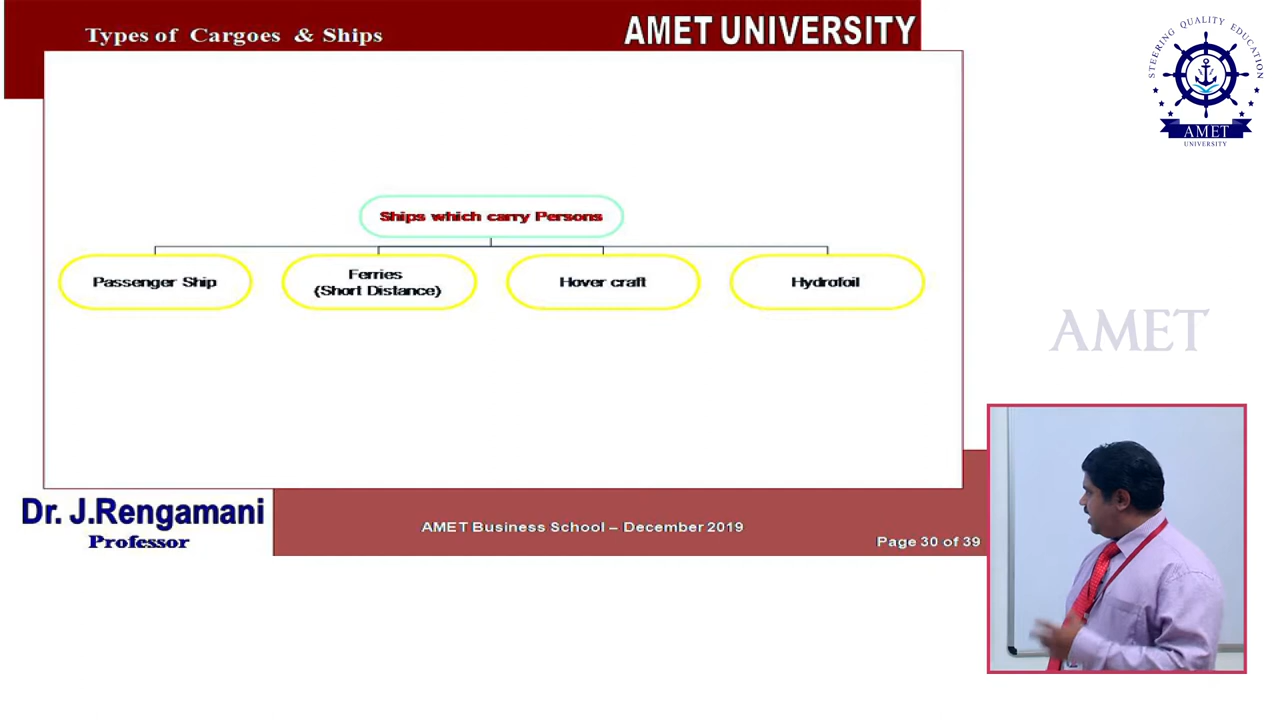 Types of Cargoes & Ships
AMET UNIVERSITY
STEERING QUALITY EDUCATION
AMET
UNIVERSITY
Ships which carry Persons
Passenger Ship
Ferries
(Short Distance)
Hover craft
Hydrofoil
AMET
Dr. J.Rengamani
Professor
AMET Business School – December 2019
Page 30 of 39